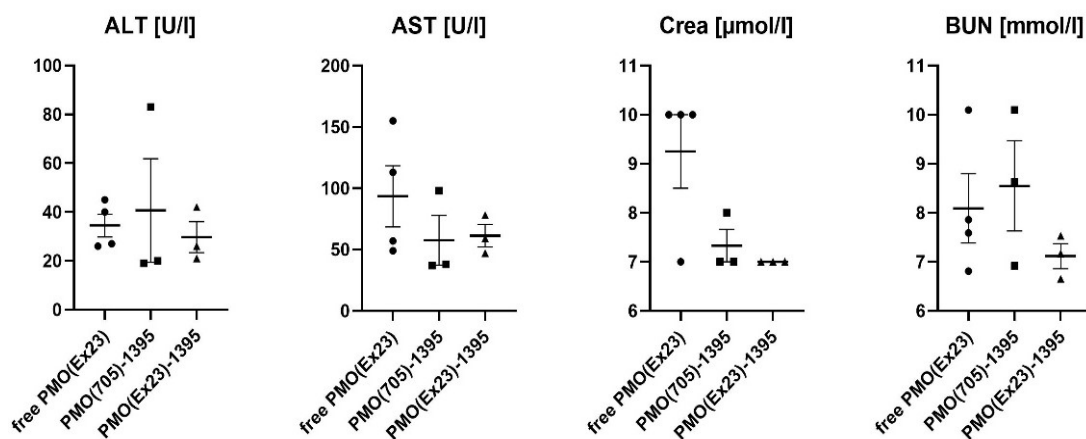 ALT [U/l]
100
80
60
40
20
0
free PMO(Ex23)
PMO(705)-1395
PMO(Ex23)-1395
AST [U/l]
200
150
100
50
0
free PMO(Ex23)
PMO(705)-1395
PMO(Ex23)-1395
Crea [µmol/l]
11
10
9
8
7
6
free PMO(Ex23)
PMO(705)-1395
PMO(Ex23)-1395
BUN [mmol/l]
11
10
9
8
7
6
free PMO(Ex23)
PMO(705)-1395
PMO(Ex23)-1395